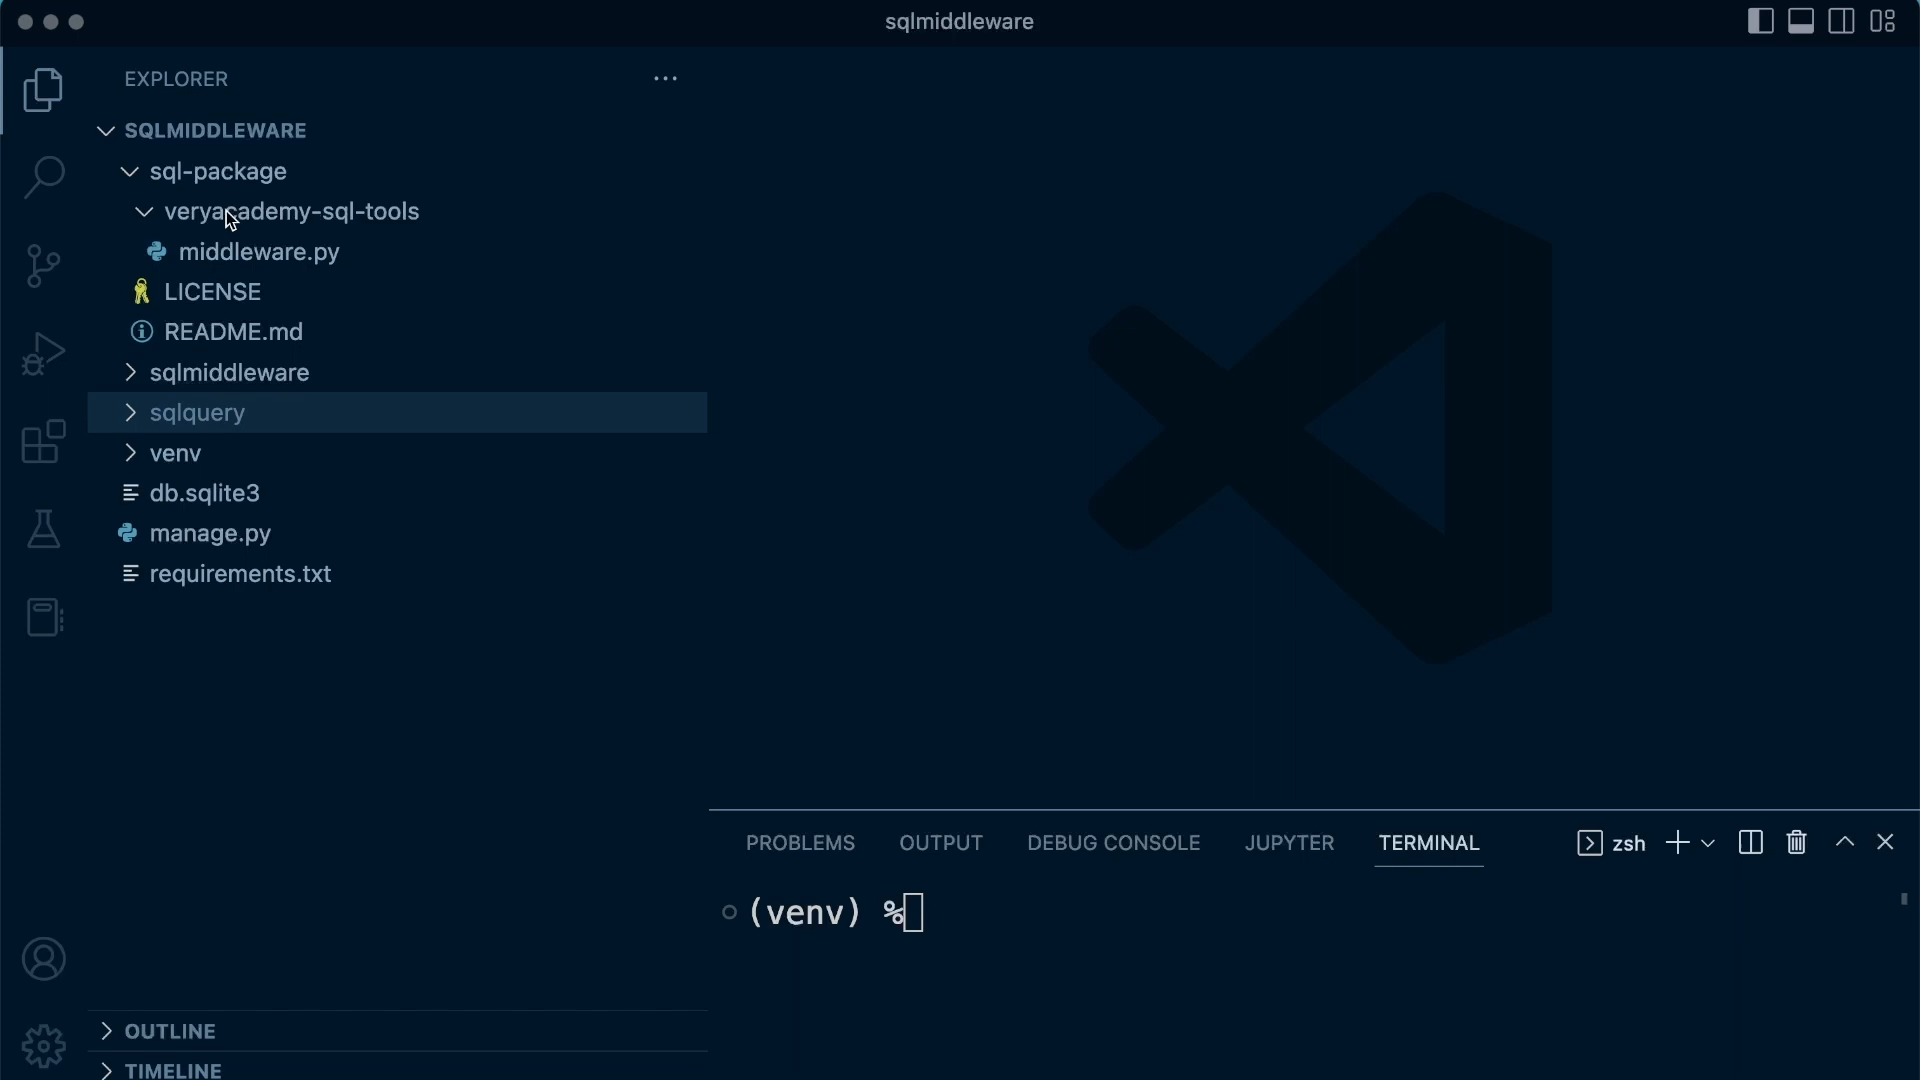 sqlmiddleware
EXPLORER
SQLMIDDLEWARE
sql-package
veryacademy-sql-tools
middleware.py
LICENSE
README.md
sqlmiddleware
sqlquery
venv
db.sqlite3
manage.py
requirements.txt
PROBLEMS OUTPUT DEBUG CONSOLE JUPYTER TERMINAL zsh
(venv) %
OUTLINE
TIMELINE